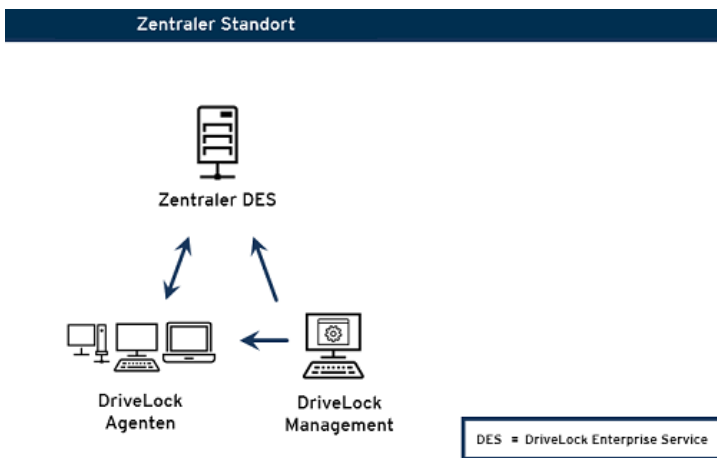 Zentraler Standort
Zentraler DES
DriveLock
Agenten
DriveLock
Management
DES = DriveLock Enterprise Service